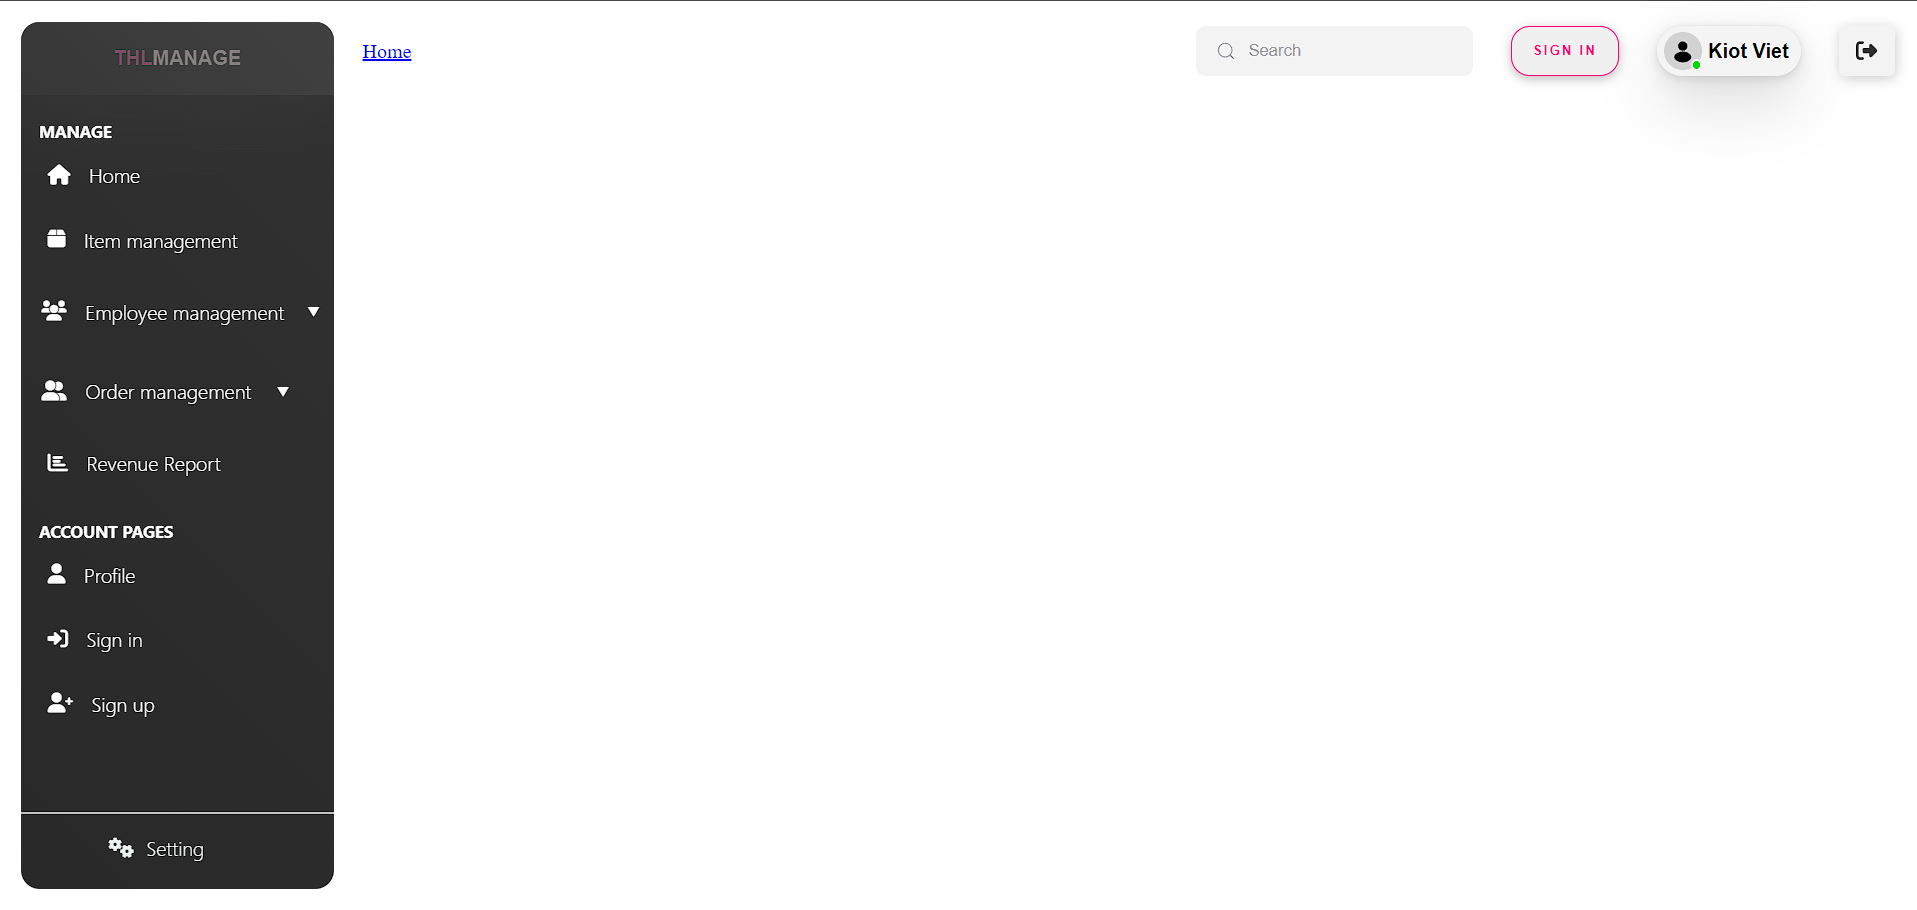 THLMANAGE
MANAGE
Home
Item management
Employee management
Order management
Revenue Report
ACCOUNT PAGES
Profile
Sign in
Sign up
Setting
Home
Search
SIGN IN
Kiot Viet